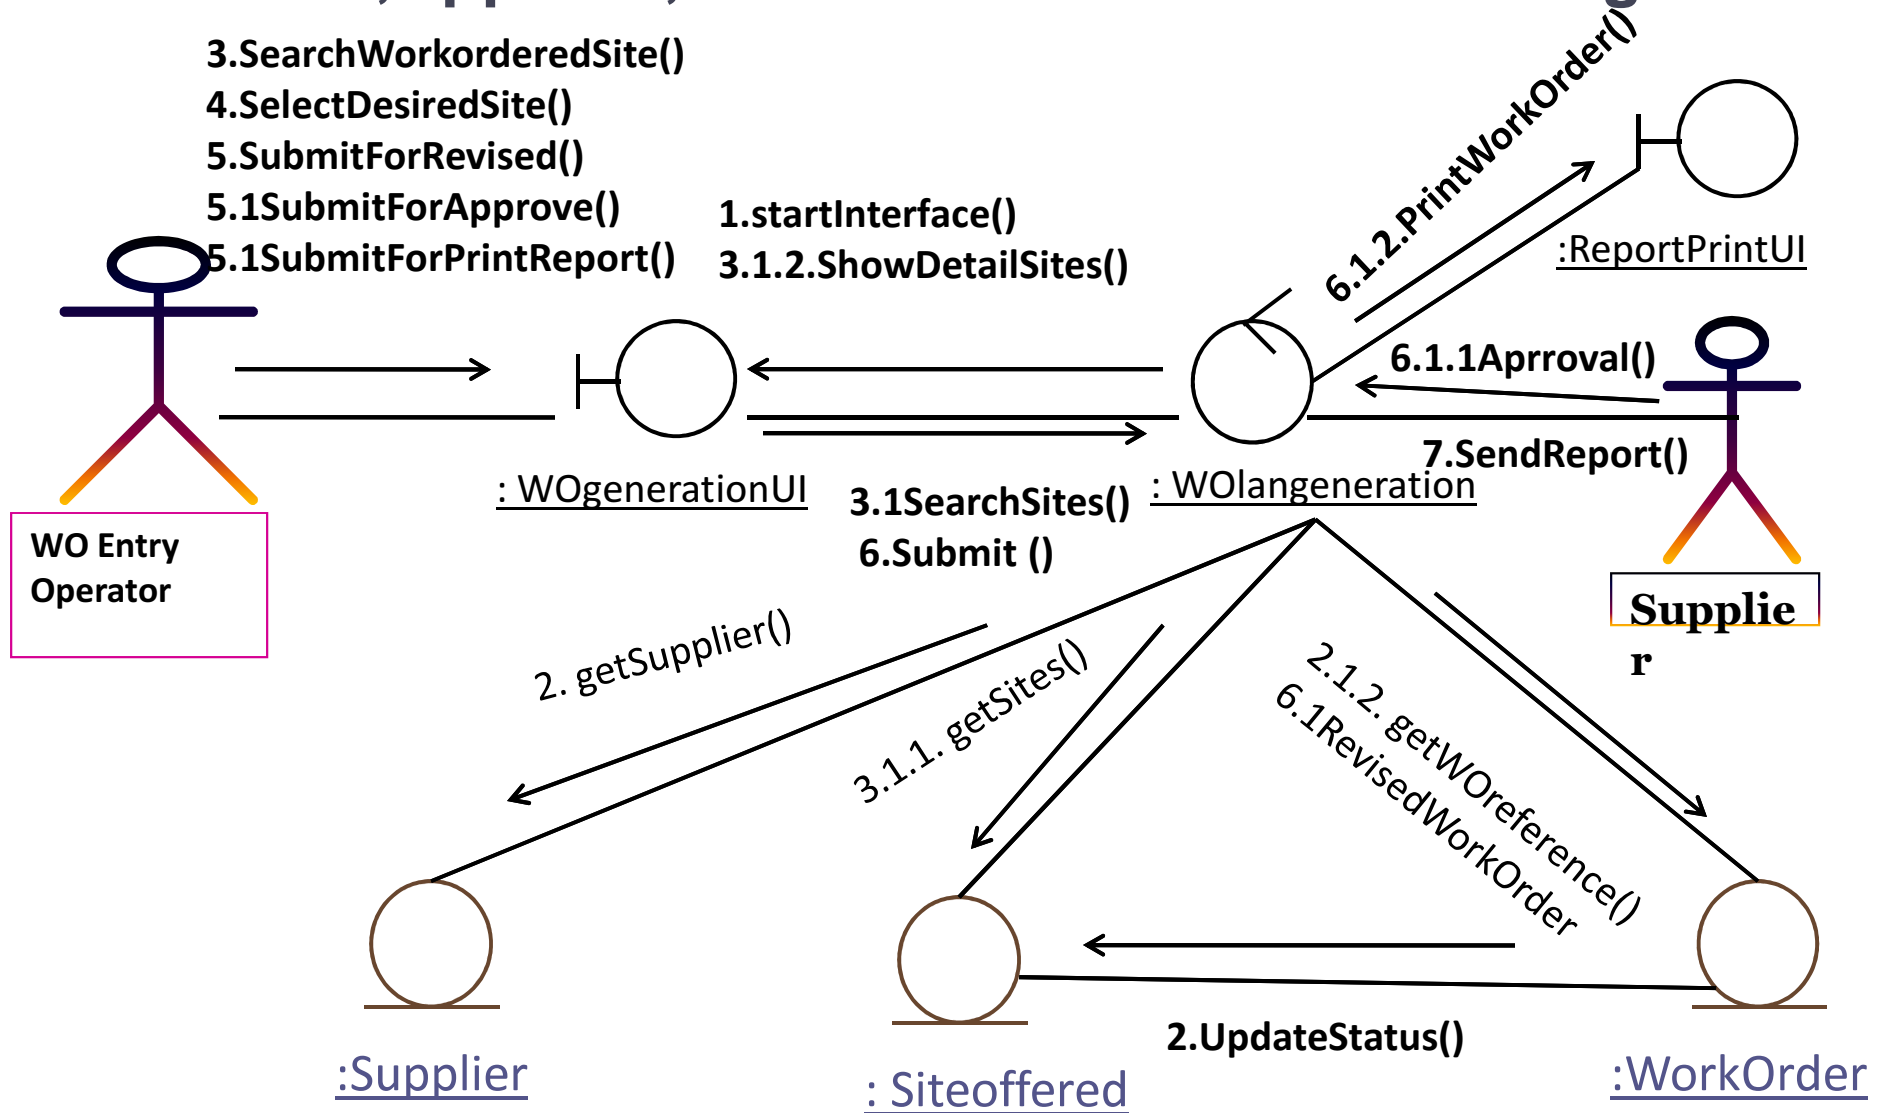 3.SearchWorkorderedSite()
4.SelectDesiredSite()
5.SubmitForRevised()
5.1SubmitForApprove()
5.1SubmitForPrintReport()
1.startInterface()
3.1.2.ShowDetailSites()
6.1.2.PrintWorkOrder()
:ReportPrintUI
6.1.1Aprroval()
7.SendReport()
: WOgenerationUI
3.1SearchSites()
6.Submit ()
: WOlangeneration
WO Entry
Operator
Supplie
r
2. getSupplier()
3.1.1. getSites()
2.1.2. getWOreference()
6.1RevisedWorkOrder
2.UpdateStatus()
:Supplier
: Siteoffered
:WorkOrder